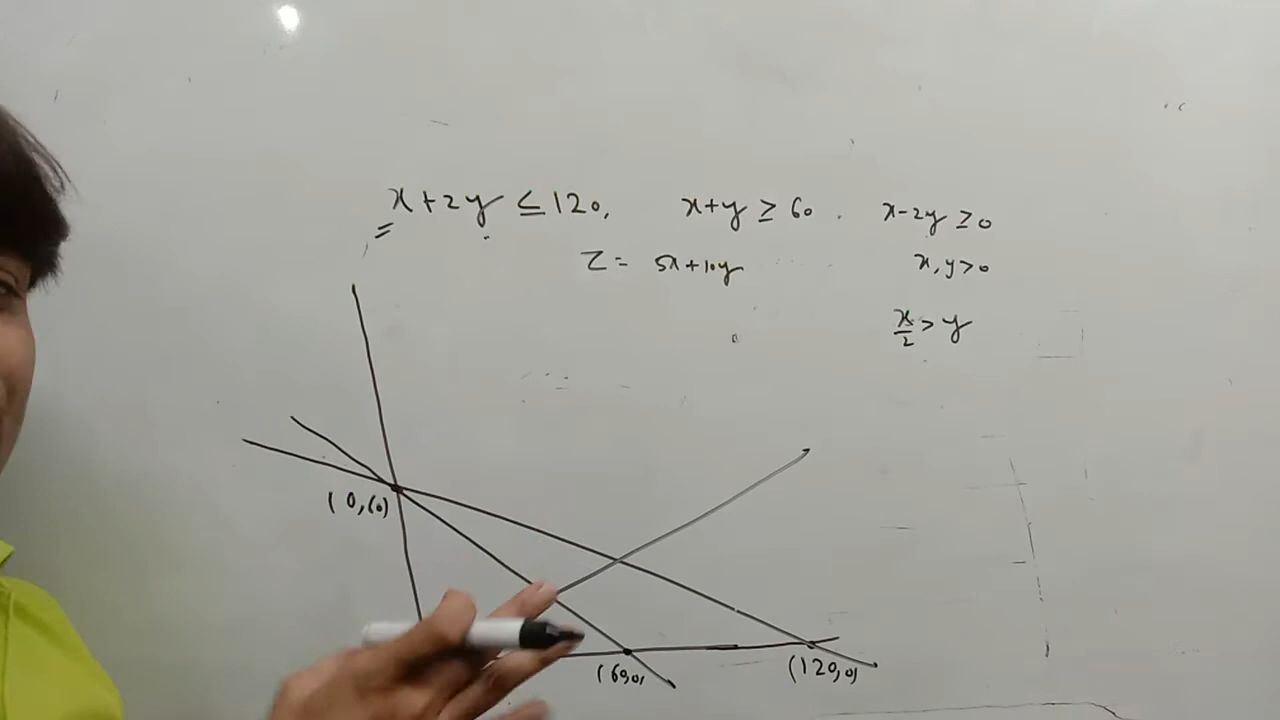 x+2y ≤ 120, x+y ≥ 60. x-2y ≥ 0
Z = 5x+10y x, y > 0
x/2 > y
(0,60)
(60,0)
(120,0)